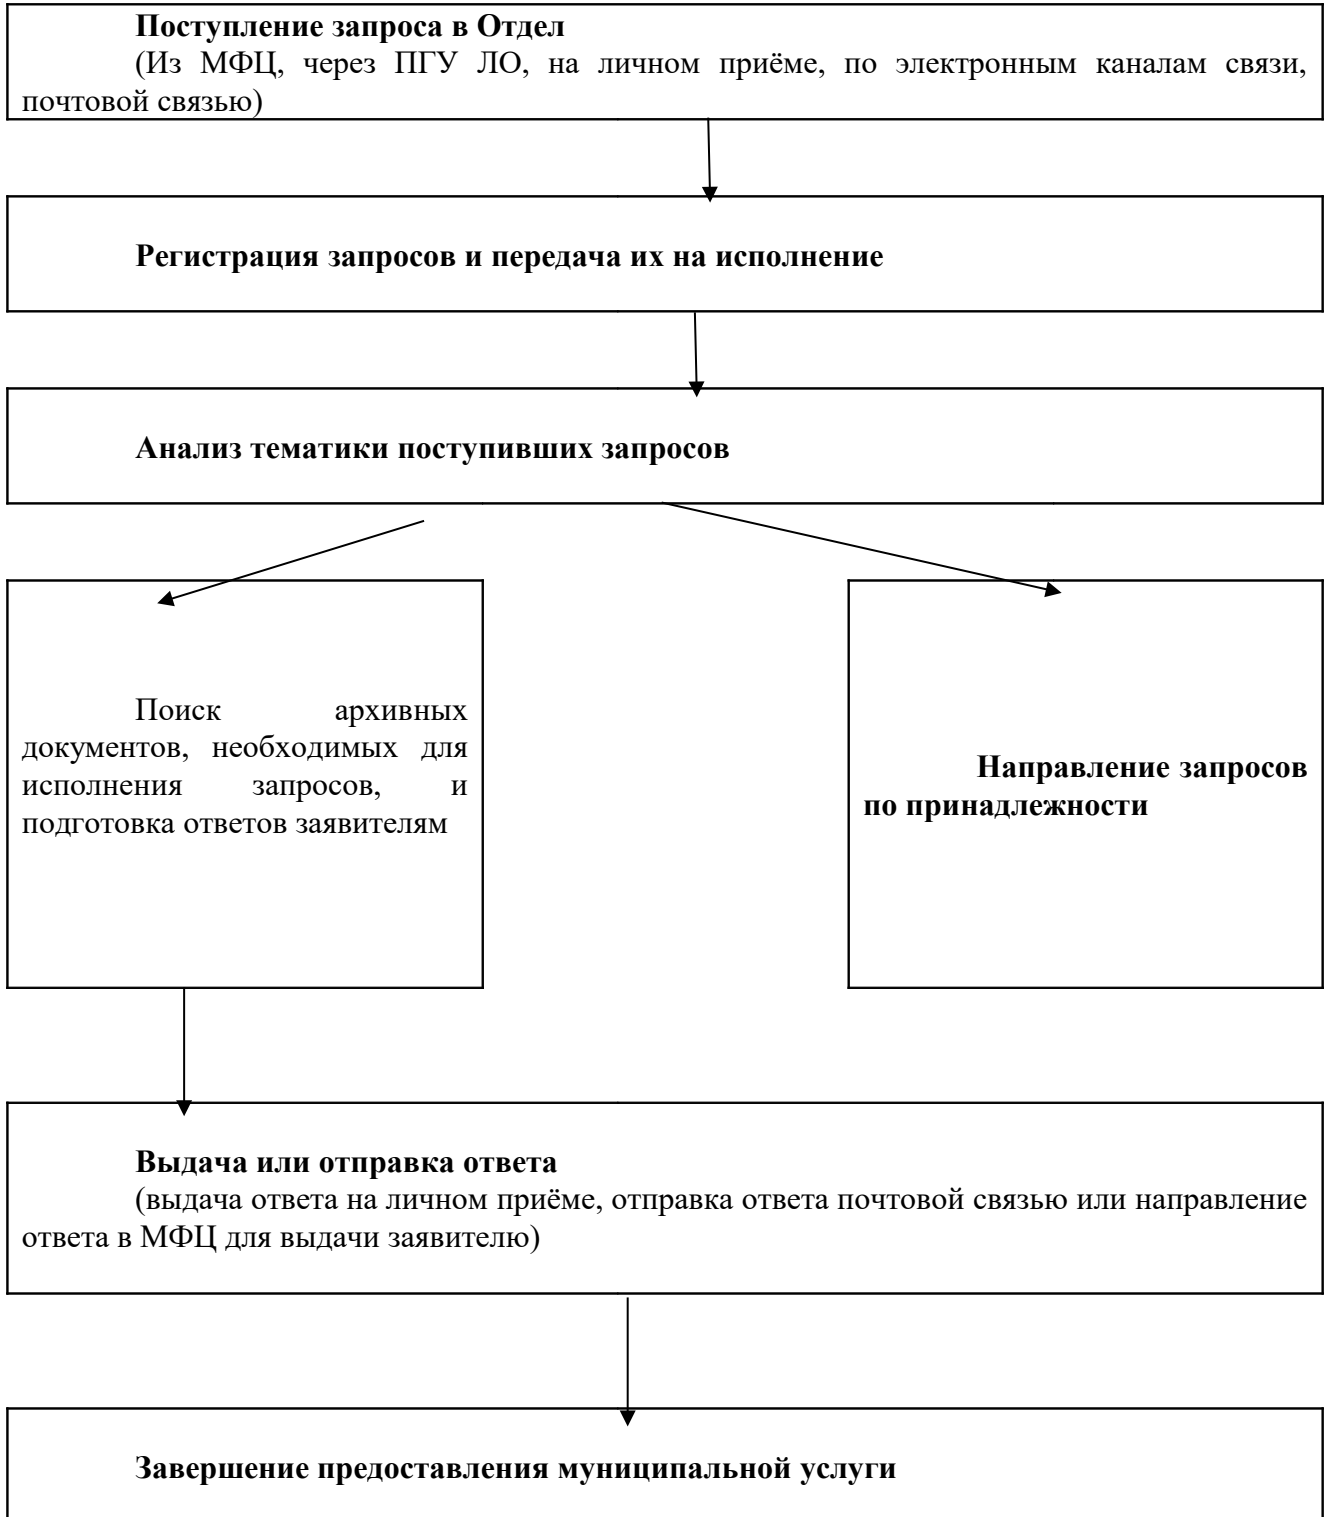 Поступление запроса в Отдел
(Из МФЦ, через ПГУ ЛО, на личном приёме, по электронным каналам связи,
почтовой связью)
Регистрация запросов и передача их на исполнение
Анализ тематики поступивших запросов
Поиск архивных
документов, необходимых для
исполнения запросов, и
подготовка ответов заявителям
Направление запросов
по принадлежности
Выдача или отправка ответа
(выдача ответа на личном приёме, отправка ответа почтовой связью или направление
ответа в МФЦ для выдачи заявителю)
Завершение предоставления муниципальной услуги